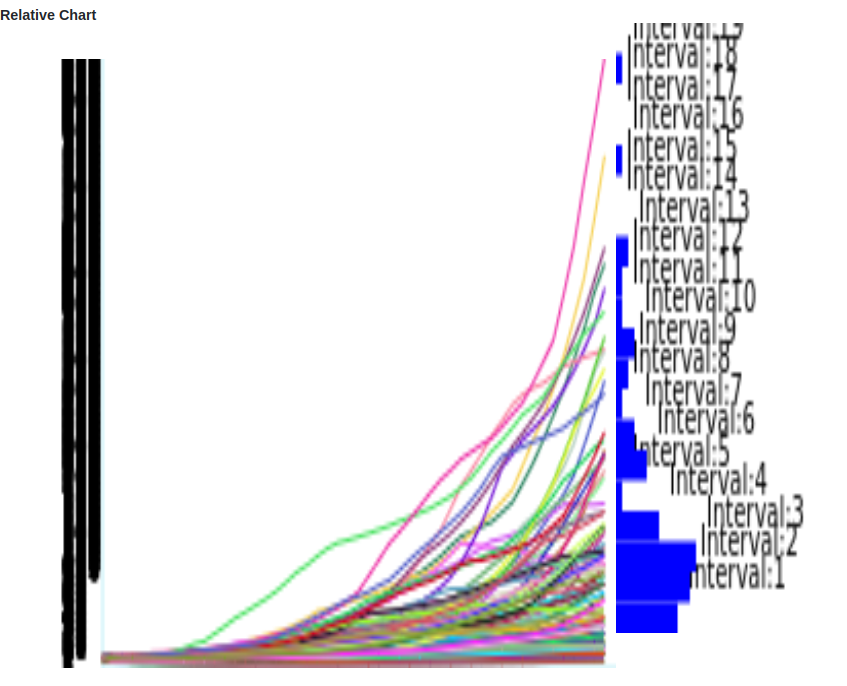 Relative Chart
Interval:19
Interval:18
Interval:17
Interval:16
Interval:15
Interval:14
Interval:13
Interval:12
Interval:11
Interval:10
Interval:9
Interval:8
Interval:7
Interval:6
Interval:5
Interval:4
Interval:3
Interval:2
Interval:1